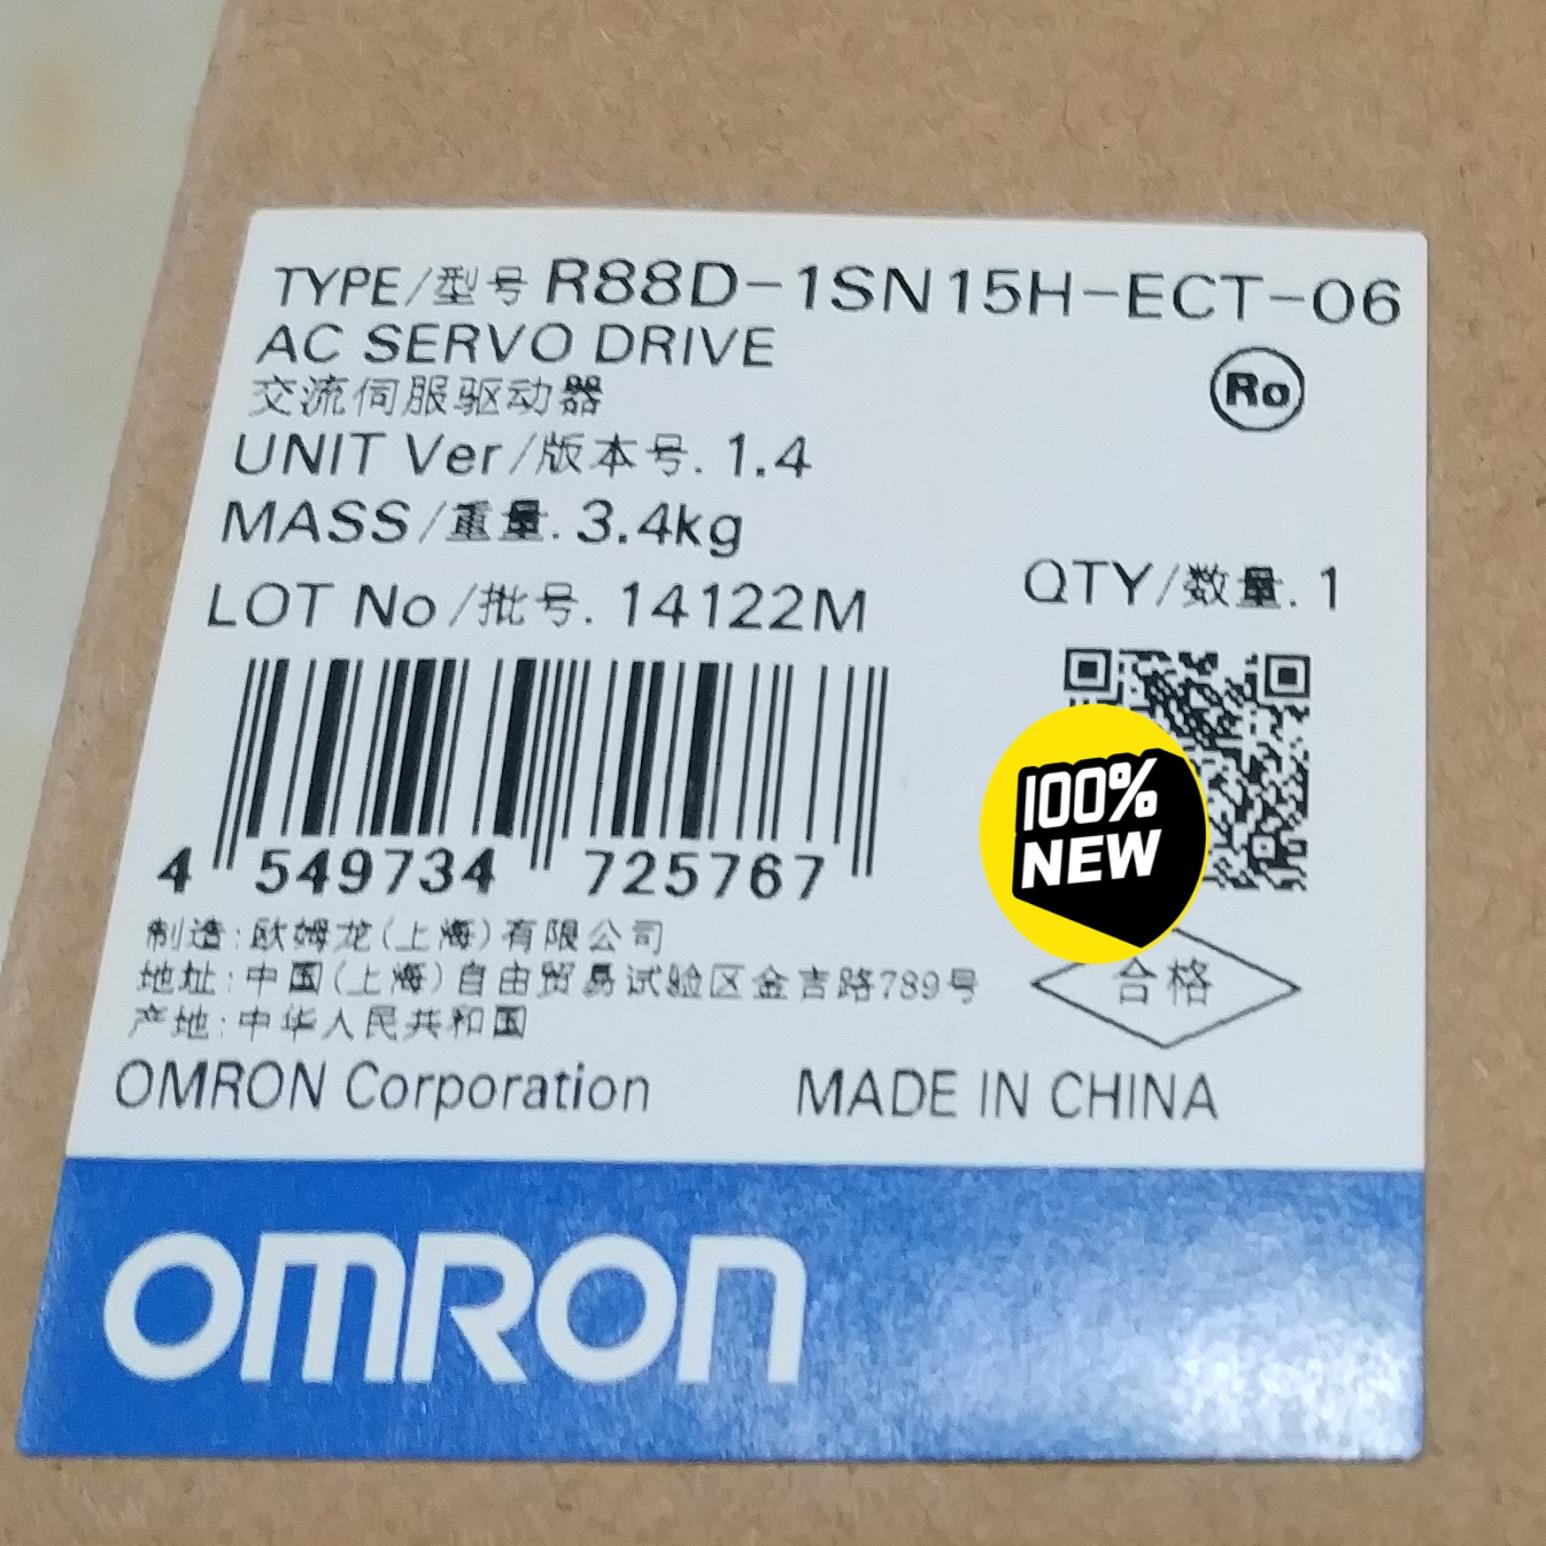 TYPE/型号 R88D-1SN15H-ECT-06
AC SERVO DRIVE
交流伺服驱动器
Ro
UNIT Ver/版本号. 1.4
MASS/重量. 3.4kg
LOT No/批号. 14122M
QTY/数量. 1
4 549734 725767
100%
NEW
制造:欧姆龙(上海)有限公司
地址:中国(上海)自由贸易试验区金吉路789号
产地:中华人民共和国
合格
OMRON Corporation
MADE IN CHINA
OMRON